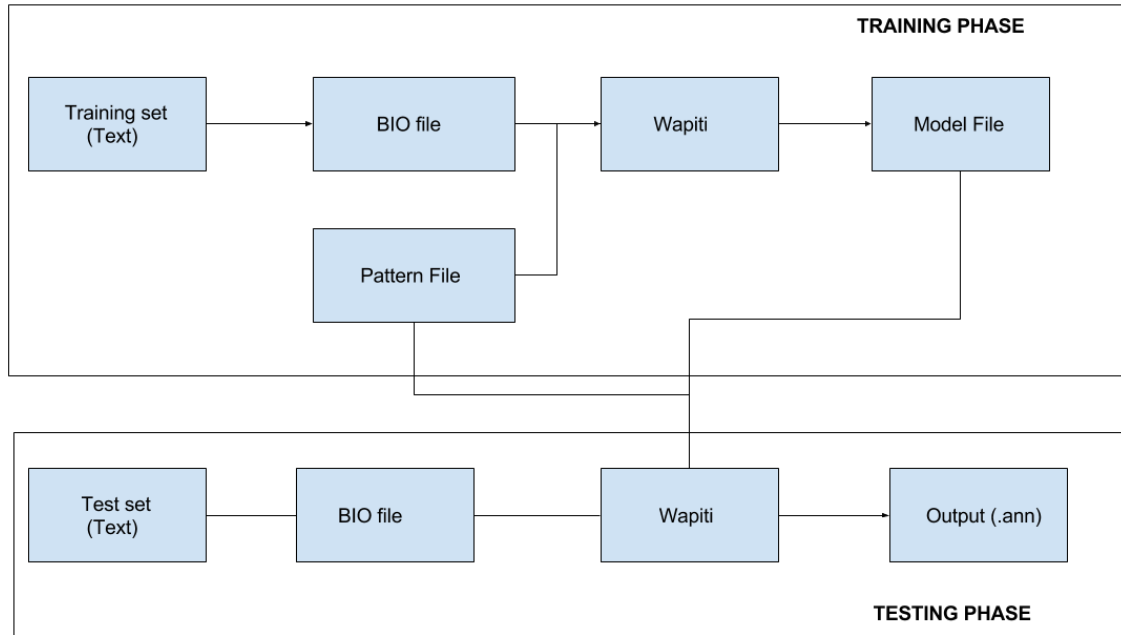 TRAINING PHASE
Training set
(Text)
BIO file
Wapiti
Model File
Pattern File
Test set
(Text)
BIO file
Wapiti
Output (.ann)
TESTING PHASE